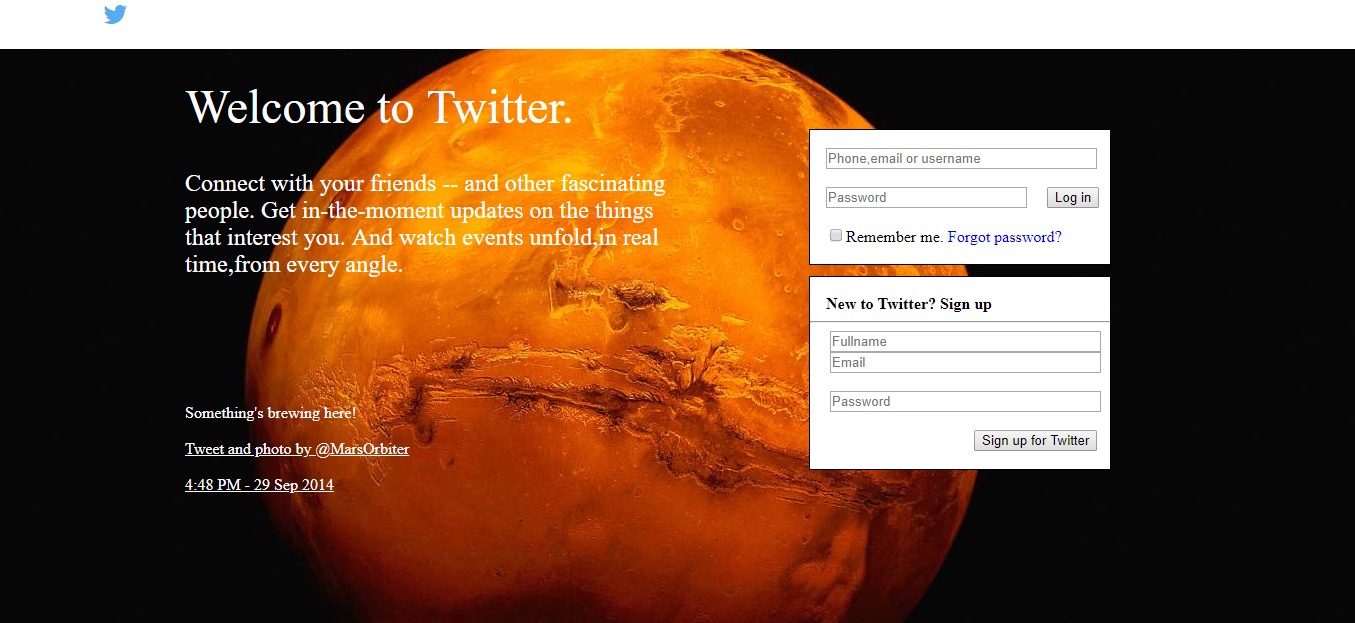 Welcome to Twitter.
Connect with your friends -- and other fascinating
people. Get in-the-moment updates on the things
that interest you. And watch events unfold,in real
time,from every angle.
Something's brewing here!
Tweet and photo by @MarsOrbiter
4:48 PM - 29 Sep 2014
Phone,email or username
Password
Log in
Remember me. Forgot password?
New to Twitter? Sign up
Fullname
Email
Password
Sign up for Twitter